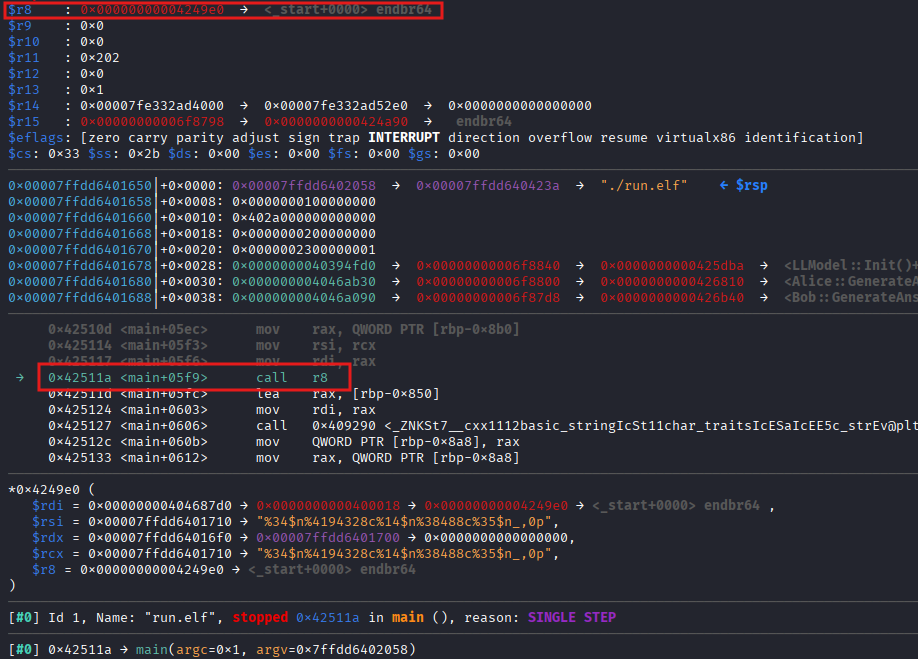 $r8    : 0×00000000004249e0 → <_start+0000> endbr64
$r9    : 0×0
$r10   : 0×0
$r11   : 0×202
$r12   : 0×0
$r13   : 0×1
$r14   : 0×00007fe332ad4000 → 0×00007fe332ad52e0 → 0×0000000000000000
$r15   : 0×00000000006f8798 → 0×0000000000424a90 → endbr64
$eflags: [zero carry parity adjust sign trap INTERRUPT direction overflow resume virtualx86 identification]
$cs: 0×33 $ss: 0×2b $ds: 0×00 $es: 0×00 $fs: 0×00 $gs: 0×00
0×00007ffdd6401650│+0×0000: 0×00007ffdd6402058 → 0×00007ffdd640423a → "./run.elf" ← $rsp
0×00007ffdd6401658│+0×0008: 0×0000000100000000
0×00007ffdd6401660│+0×0010: 0×402a000000000000
0×00007ffdd6401668│+0×0018: 0×0000000200000000
0×00007ffdd6401670│+0×0020: 0×0000002300000001
0×00007ffdd6401678│+0×0028: 0×0000000040394fd0 → 0×00000000006f8840 → 0×0000000000425dba → <LLModel::Init()+
0×00007ffdd6401680│+0×0030: 0×000000004046ab30 → 0×00000000006f8800 → 0×0000000000426810 → <Alice::GenerateA
0×00007ffdd6401688│+0×0038: 0×000000004046a090 → 0×00000000006f87d8 → 0×0000000000426b40 → <Bob::GenerateAns
0×42510d <main+05ec> mov rax, QWORD PTR [rbp-0×8b0]
0×425114 <main+05f3> mov rsi, rcx
0×425117 <main+05f6> mov rdi, rax
→ 0×42511a <main+05f9> call r8
0×42511d <main+05fc> lea rax, [rbp-0×850]
0×425124 <main+0603> mov rdi, rax
0×425127 <main+0606> call 0×409290 <_ZNKSt7__cxx1112basic_stringIcSt11char_traitsIcESaIcEE5c_strEv@plt
0×42512c <main+060b> mov QWORD PTR [rbp-0×8a8], rax
0×425133 <main+0612> mov rax, QWORD PTR [rbp-0×8a8]
*0×4249e0 (
$rdi = 0×00000000404687d0 → 0×0000000000400018 → 0×00000000004249e0 → <_start+0000> endbr64 ,
$rsi = 0×00007ffdd6401710 → "%34$n%4194328c%14$n%38488c%35$n_,0p",
$rdx = 0×00007ffdd64016f0 → 0×00007ffdd6401700 → 0×0000000000000000,
$rcx = 0×00007ffdd6401710 → "%34$n%4194328c%14$n%38488c%35$n_,0p",
$r8 = 0×00000000004249e0 → <_start+0000> endbr64
)
[#0] Id 1, Name: "run.elf", stopped 0×42511a in main (), reason: SINGLE STEP
[#0] 0×42511a → main(argc=0×1, argv=0×7ffdd6402058)